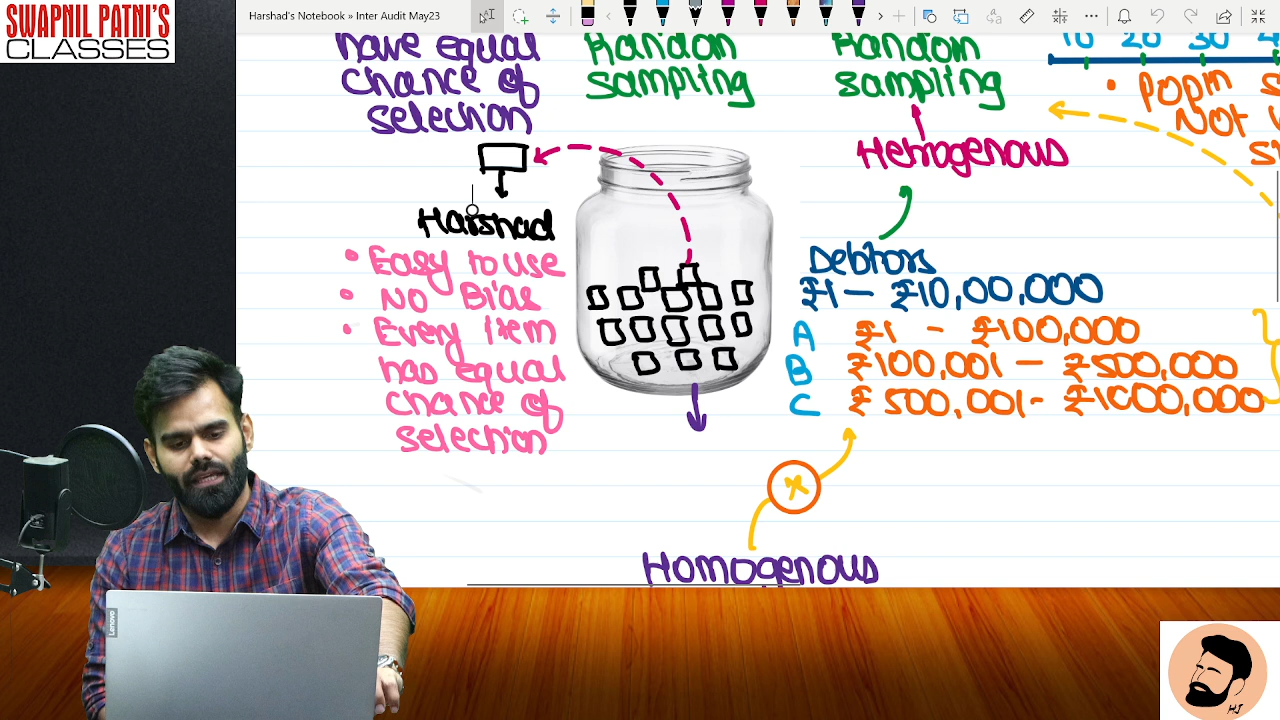 SWAPNIL PATNI'S
CLASSES
Harshad's Notebook » Inter Audit May23
have equal
chance of
selection
Random
sampling
Random
sampling
10 20 30
• Popn
Not
Hetrogenous
Harshad
• Easy to use
• No Bias
• Every item
has equal
chance of
selection
Debtors
₹1 – ₹10,00,000
A ₹1 - ₹100,000
B ₹100,001 – ₹500,000
C ₹500,001- ₹1000,000
Homogenous
Lenovo
HJ